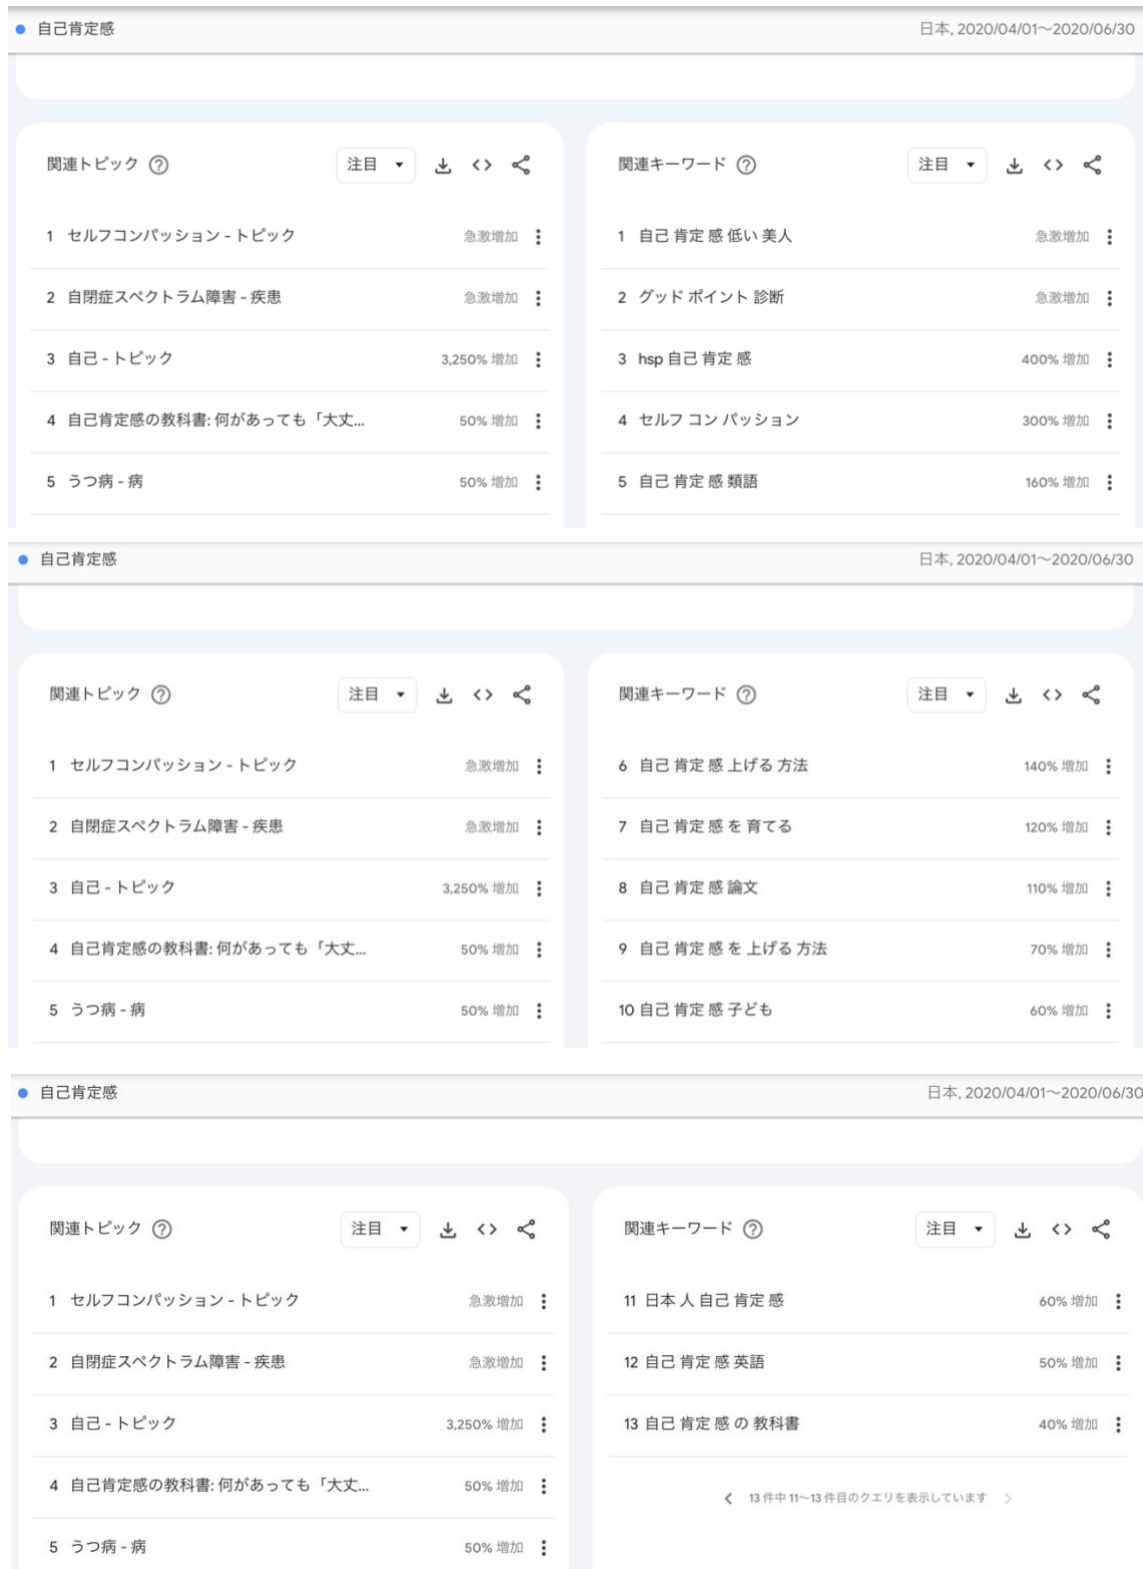 自己肯定感
日本, 2020/04/01～2020/06/30
関連トピック
注目
1 セルフコンパッション - トピック 急激増加
2 自閉症スペクトラム障害 - 疾患 急激増加
3 自己 - トピック 3,250% 増加
4 自己肯定感の教科書: 何があっても「大丈... 50% 増加
5 うつ病 - 病 50% 増加
関連キーワード
注目
1 自己 肯定 感 低い 美人 急激増加
2 グッド ポイント 診断 急激増加
3 hsp 自己 肯定 感 400% 増加
4 セルフ コン パッション 300% 増加
5 自己 肯定 感 類語 160% 増加
自己肯定感
日本, 2020/04/01～2020/06/30
関連トピック
注目
1 セルフコンパッション - トピック 急激増加
2 自閉症スペクトラム障害 - 疾患 急激増加
3 自己 - トピック 3,250% 増加
4 自己肯定感の教科書: 何があっても「大丈... 50% 増加
5 うつ病 - 病 50% 増加
関連キーワード
注目
6 自己 肯定 感 上げる 方法 140% 増加
7 自己 肯定 感 を 育てる 120% 増加
8 自己 肯定 感 論文 110% 増加
9 自己 肯定 感 を 上げる 方法 70% 増加
10 自己 肯定 感 子ども 60% 増加
自己肯定感
日本, 2020/04/01～2020/06/30
関連トピック
注目
1 セルフコンパッション - トピック 急激増加
2 自閉症スペクトラム障害 - 疾患 急激増加
3 自己 - トピック 3,250% 増加
4 自己肯定感の教科書: 何があっても「大丈... 50% 増加
5 うつ病 - 病 50% 増加
関連キーワード
注目
11 日本 人 自己 肯定 感 60% 増加
12 自己 肯定 感 英語 50% 増加
13 自己 肯定 感 の 教科書 40% 増加
13 件中 11～13 件目のクエリを表示しています